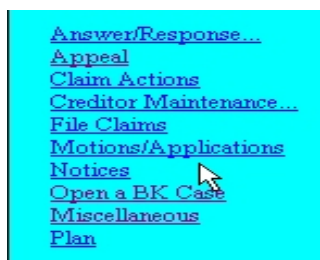 Answer/Response...
Appeal
Claim Actions
Creditor Maintenance...
File Claims
Motions/Applications
Notices
Open a BK Case
Miscellaneous
Plan